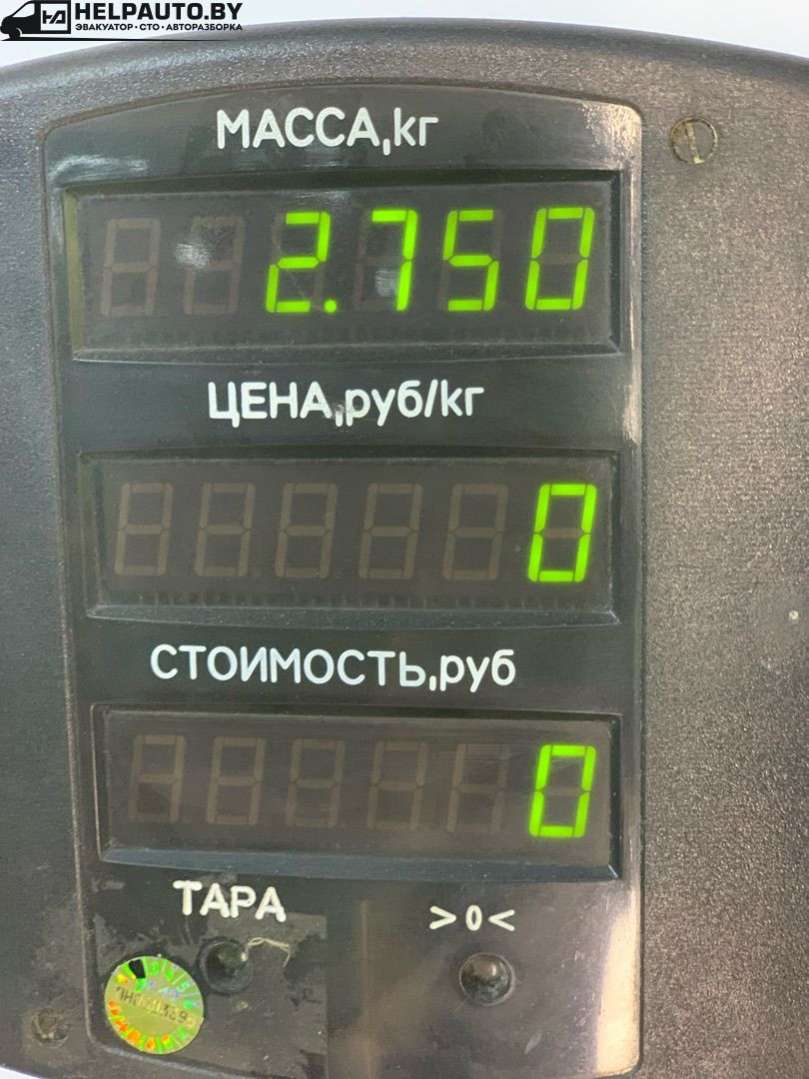 HELPAUTO.BY
ЭВАКУАТОР•СТО•АВТОРАЗБОРКА
МАССА,кг
2.750
ЦЕНА,руб/кг
0
СТОИМОСТЬ,руб
0
ТАРА
>0<